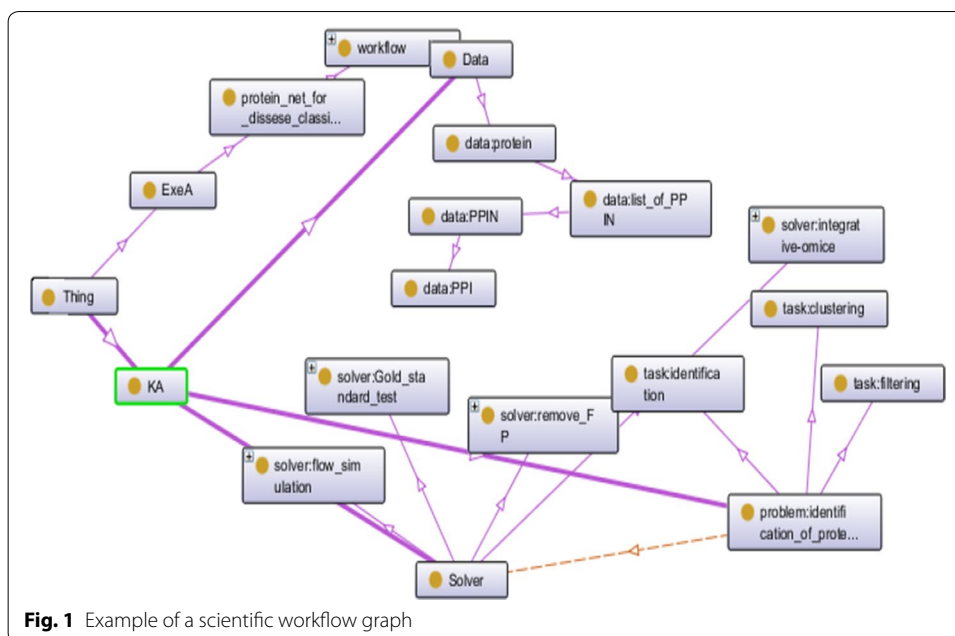 workflow
Data
protein_net_for
_dissese_classi...
data:protein
ExeA
data:list_of_PP
IN
data:PPIN
solver:integrat
ive-omice
data:PPI
Thing
task:clustering
KA
solver:Gold_sta
ndard_test
task:identifica
tion
task:filtering
solver:remove_F
P
solver:flow_sim
ulation
problem:identifi
cation_of_prote...
Solver
Fig. 1 Example of a scientific workflow graph